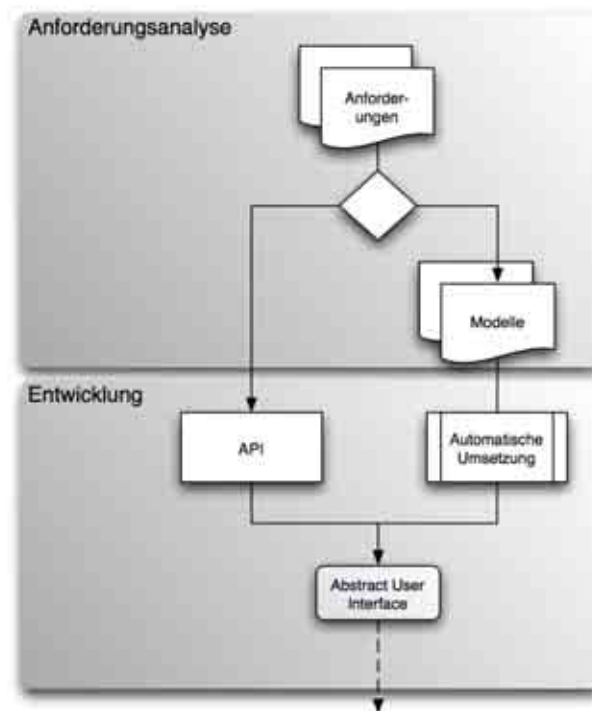 Anforderungsanalyse
Anforder-
ungen
Modelle
Entwicklung
API
Automatische
Umsetzung
Abstract User
Interface